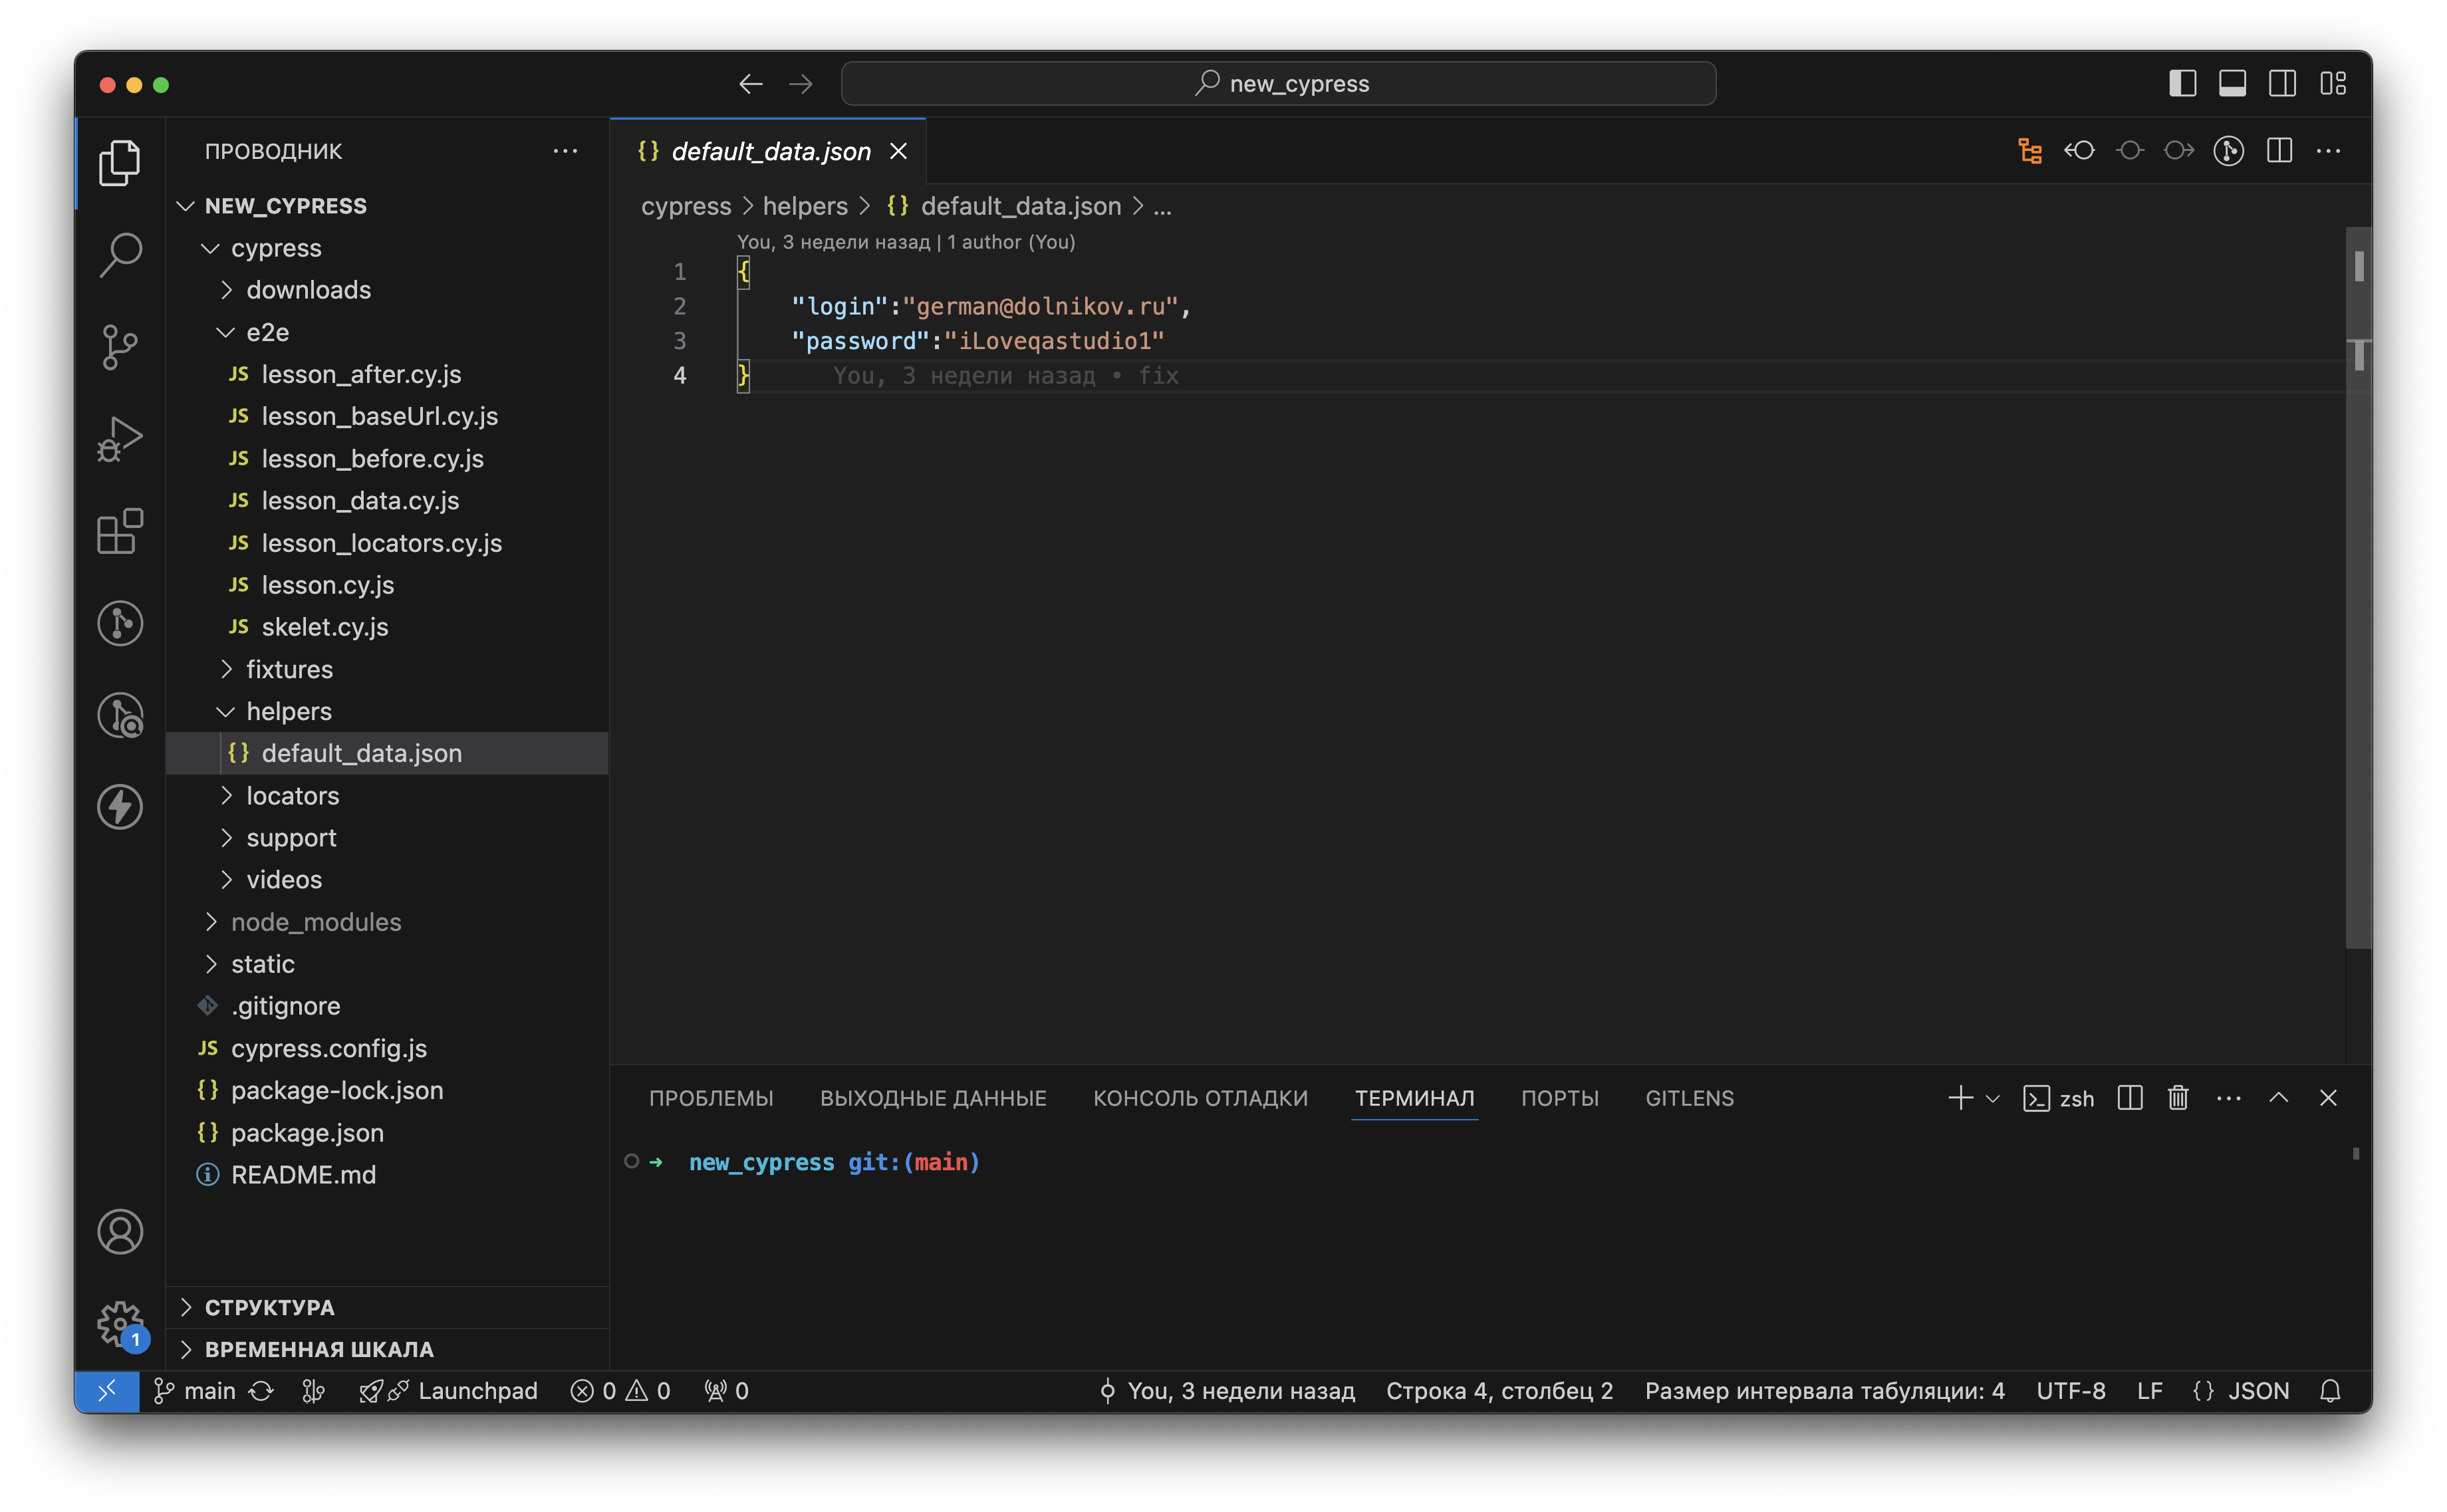 new_cypress
ПРОВОДНИК
NEW_CYPRESS
cypress
downloads
e2e
JS lesson_after.cy.js
JS lesson_baseUrl.cy.js
JS lesson_before.cy.js
JS lesson_data.cy.js
JS lesson_locators.cy.js
JS lesson.cy.js
JS skelet.cy.js
fixtures
helpers
{} default_data.json
locators
support
videos
node_modules
static
.gitignore
JS cypress.config.js
{} package-lock.json
{} package.json
README.md
СТРУКТУРА
ВРЕМЕННАЯ ШКАЛА
1
{} default_data.json
cypress > helpers > {} default_data.json > ...
You, 3 недели назад | 1 author (You)
1 {
2 "login":"german@dolnikov.ru",
3 "password":"iLoveqastudio1"
4 } You, 3 недели назад • fix
ПРОБЛЕМЫ ВЫХОДНЫЕ ДАННЫЕ КОНСОЛЬ ОТЛАДКИ ТЕРМИНАЛ ПОРТЫ GITLENS zsh
→ new_cypress git:(main)
main Launchpad 0 0 0 You, 3 недели назад Строка 4, столбец 2 Размер интервала табуляции: 4 UTF-8 LF {} JSON